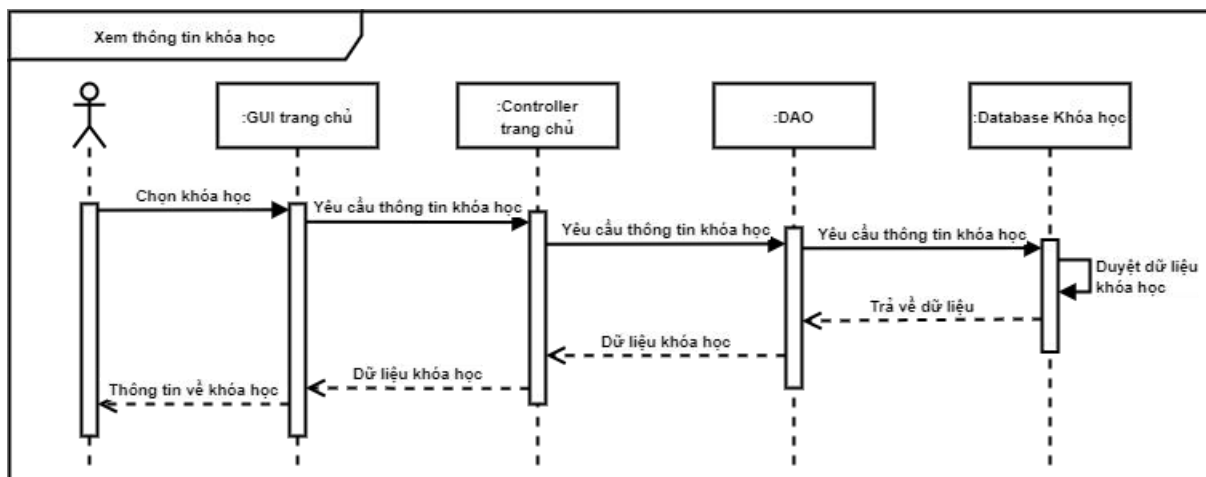 Xem thông tin khóa học
:GUI trang chủ
:Controller
trang chủ
:DAO
:Database Khóa học
Chọn khóa học
Yêu cầu thông tin khóa học
Yêu cầu thông tin khóa học
Yêu cầu thông tin khóa học
Duyệt dữ liệu
khóa học
Trả về dữ liệu
Dữ liệu khóa học
Dữ liệu khóa học
Thông tin về khóa học